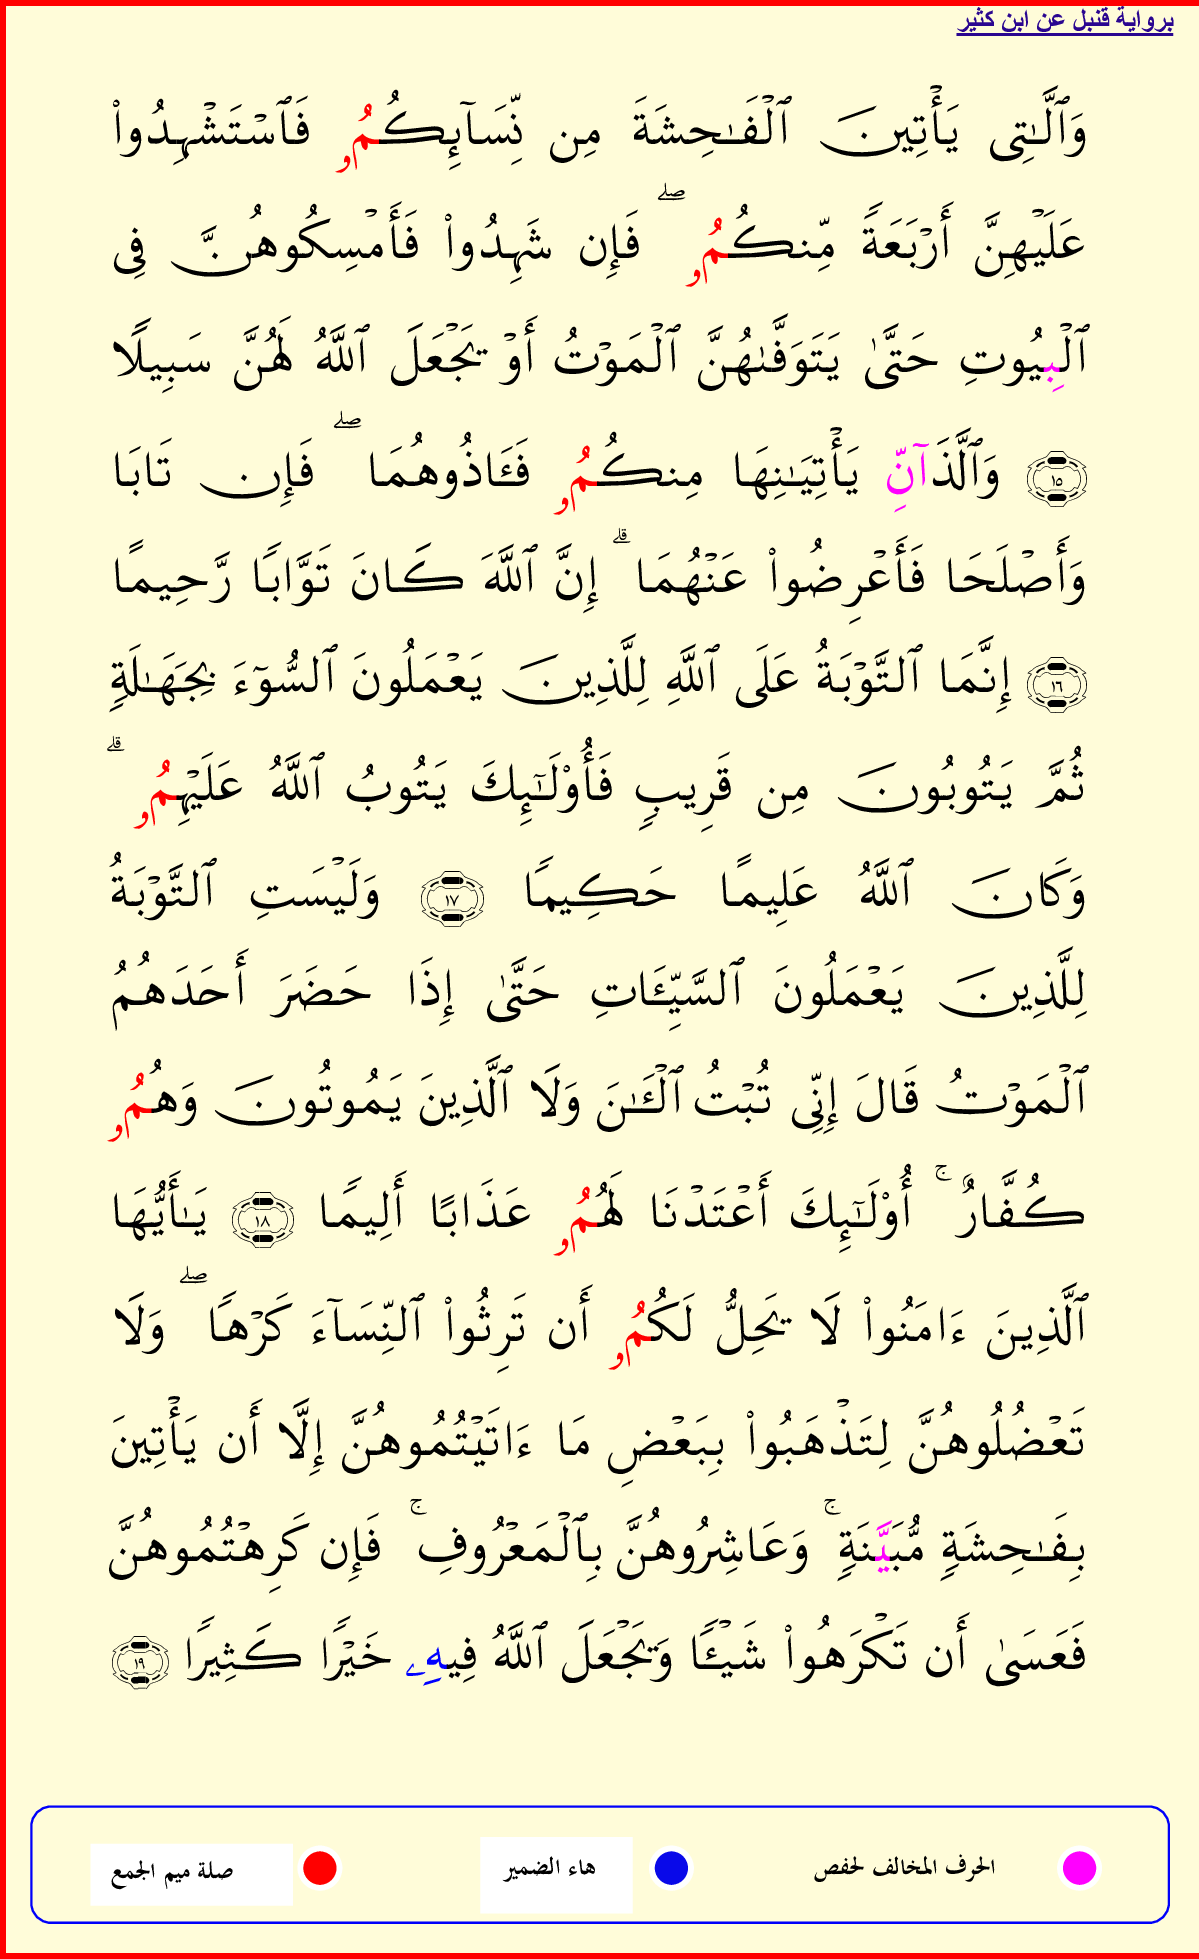 برواية قنبل عن ابن كثير
وَٱلَّٰتِى يَأْتِينَ ٱلْفَٰحِشَةَ مِن نِّسَآئِكُمُۥ فَٱسْتَشْهِدُوا۟
عَلَيْهِنَّ أَرْبَعَةً مِّنكُمُۥ ۖ فَإِن شَهِدُوا۟ فَأَمْسِكُوهُنَّ فِى
ٱلْبِيُوتِ حَتَّىٰ يَتَوَفَّىٰهُنَّ ٱلْمَوْتُ أَوْ يَجْعَلَ ٱللَّهُ لَهُنَّ سَبِيلًا
١٥ وَٱلَّذَآنِّ يَأْتِيَٰنِهَا مِنكُمُۥ فَـَٔاذُوهُمَا ۖ فَإِن تَابَا
وَأَصْلَحَا فَأَعْرِضُوا۟ عَنْهُمَا ۗ إِنَّ ٱللَّهَ كَانَ تَوَّابًا رَّحِيمًا
١٦ إِنَّمَا ٱلتَّوْبَةُ عَلَى ٱللَّهِ لِلَّذِينَ يَعْمَلُونَ ٱلسُّوٓءَ بِجَهَٰلَةٍ
ثُمَّ يَتُوبُونَ مِن قَرِيبٍ فَأُو۟لَٰٓئِكَ يَتُوبُ ٱللَّهُ عَلَيْهِمُۥ ۗ
وَكَانَ ٱللَّهُ عَلِيمًا حَكِيمًا ١٧ وَلَيْسَتِ ٱلتَّوْبَةُ
لِلَّذِينَ يَعْمَلُونَ ٱلسَّيِّـَٔاتِ حَتَّىٰ إِذَا حَضَرَ أَحَدَهُمُ
ٱلْمَوْتُ قَالَ إِنِّى تُبْتُ ٱلْـَٰٔنَ وَلَا ٱلَّذِينَ يَمُوتُونَ وَهُمُۥ
كُفَّارٌ ۚ أُو۟لَٰٓئِكَ أَعْتَدْنَا لَهُمُۥ عَذَابًا أَلِيمًا ١٨ يَٰٓأَيُّهَا
ٱلَّذِينَ ءَامَنُوا۟ لَا يَحِلُّ لَكُمُۥ أَن تَرِثُوا۟ ٱلنِّسَآءَ كَرْهًا ۖ وَلَا
تَعْضُلُوهُنَّ لِتَذْهَبُوا۟ بِبَعْضِ مَا ءَاتَيْتُمُوهُنَّ إِلَّا أَن يَأْتِينَ
بِفَٰحِشَةٍ مُّبَيَّنَةٍ ۚ وَعَاشِرُوهُنَّ بِٱلْمَعْرُوفِ ۚ فَإِن كَرِهْتُمُوهُنَّ
فَعَسَىٰ أَن تَكْرَهُوا۟ شَيْـًٔا وَيَجْعَلَ ٱللَّهُ فِيهِۦ خَيْرًا كَثِيرًا ١٩
الحرف المخالف لحفص هاء الضمير صلة ميم الجمع